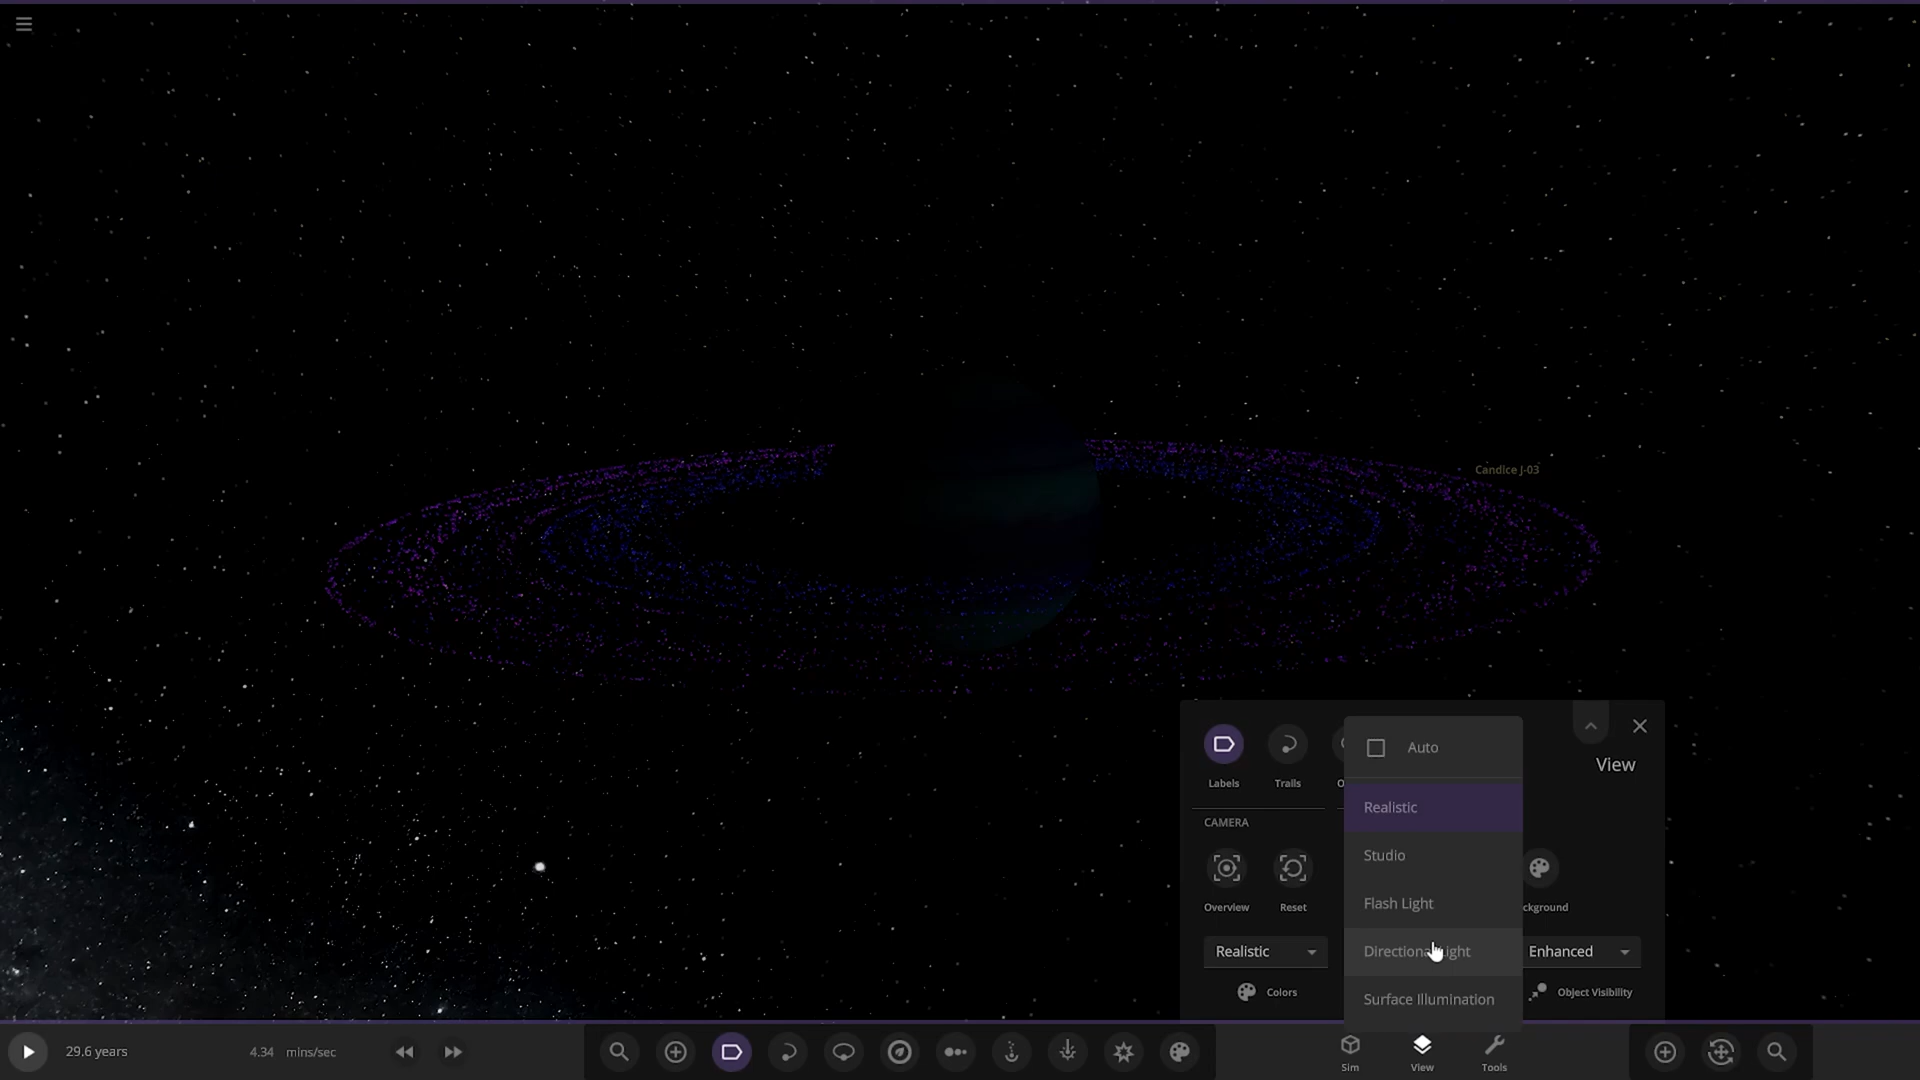 Candice J-03
Auto
View
Labels
Trails
O
Realistic
CAMERA
Studio
Flash Light
Overview
Reset
ckground
Realistic
Directional Light
Enhanced
Colors
Surface Illumination
Object Visibility
29.6 years
4.34 mins/sec
Sim
View
Tools